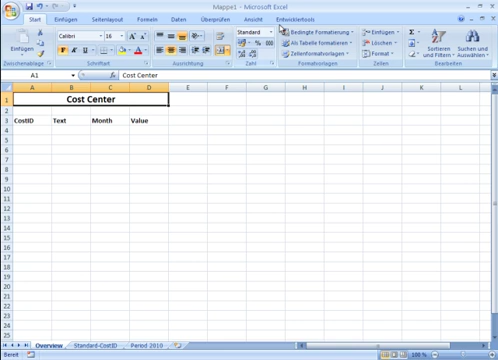 Mappe1 - Microsoft Excel
Start Einfügen Seitenlayout Formeln Daten Überprüfen Ansicht Entwicklertools
Calibri 16 Standard Bedingte Formatierung Einfügen
Einfügen Als Tabelle formatieren Löschen Sortieren Suchen und
Zellenformatvorlagen Format und Filtern Auswählen
Zwischenablage Schriftart Ausrichtung Zahl Formatvorlagen Zellen Bearbeiten
A1 Cost Center
A B C D E F G H I J K L
1 Cost Center
2
3 CostID Text Month Value
4
5
6
7
8
9
10
11
12
13
14
15
16
17
18
19
20
21
22
23
24
25
Overview Standard-CostID Period 2010
Bereit 100 %